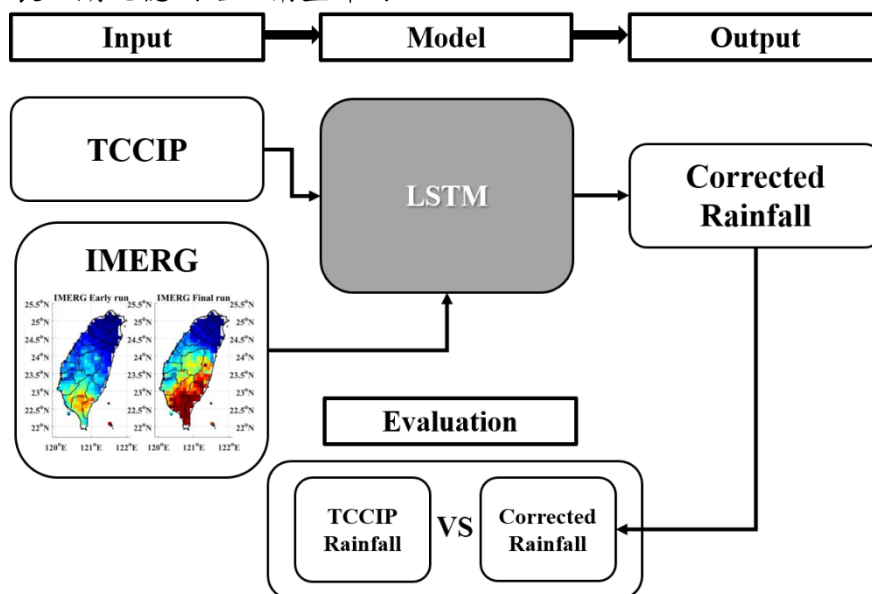 Input
Model
Output
TCCIP
LSTM
Corrected
Rainfall
IMERG
IMERG Early run
IMERG Final run
25.5°N
25°N
24.5°N
24°N
23.5°N
23°N
22.5°N
22°N
120°E
121°E
122°E
25.5°N
25°N
24.5°N
24°N
23.5°N
23°N
22.5°N
22°N
120°E
121°E
122°E
Evaluation
TCCIP
Rainfall
VS
Corrected
Rainfall